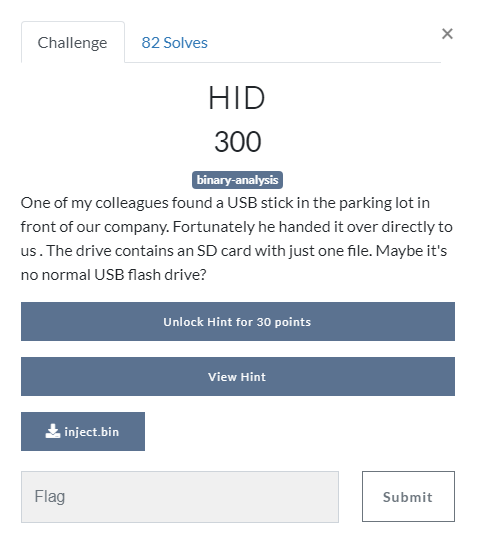 Challenge
82 Solves
×
HID
300
binary-analysis
One of my colleagues found a USB stick in the parking lot in
front of our company. Fortunately he handed it over directly to
us . The drive contains an SD card with just one file. Maybe it's
no normal USB flash drive?
Unlock Hint for 30 points
View Hint
inject.bin
Flag
Submit